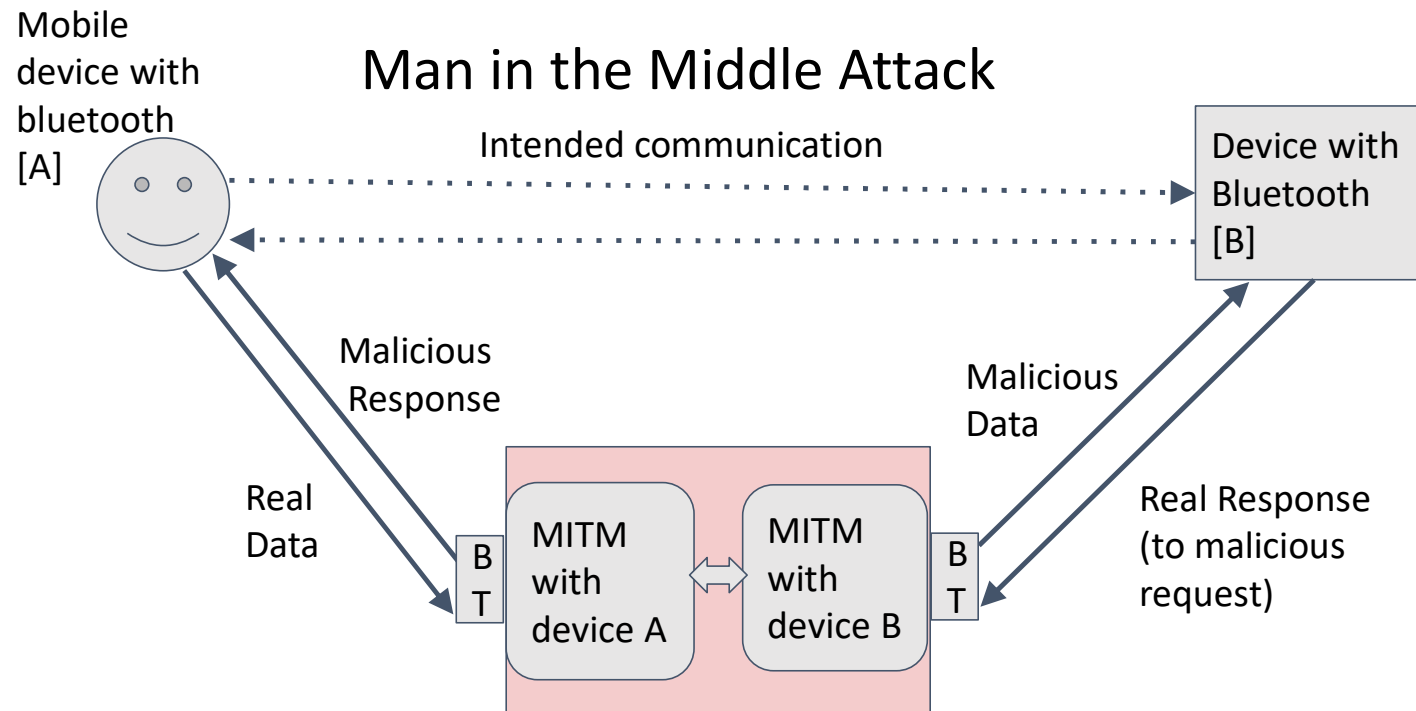 Mobile
device with
bluetooth
[A]
Man in the Middle Attack
Intended communication
Device with
Bluetooth
[B]
Malicious
Response
Malicious
Data
Real
Data
Real Response
(to malicious
request)
B
T
MITM
with
device A
MITM
with
device B
B
T